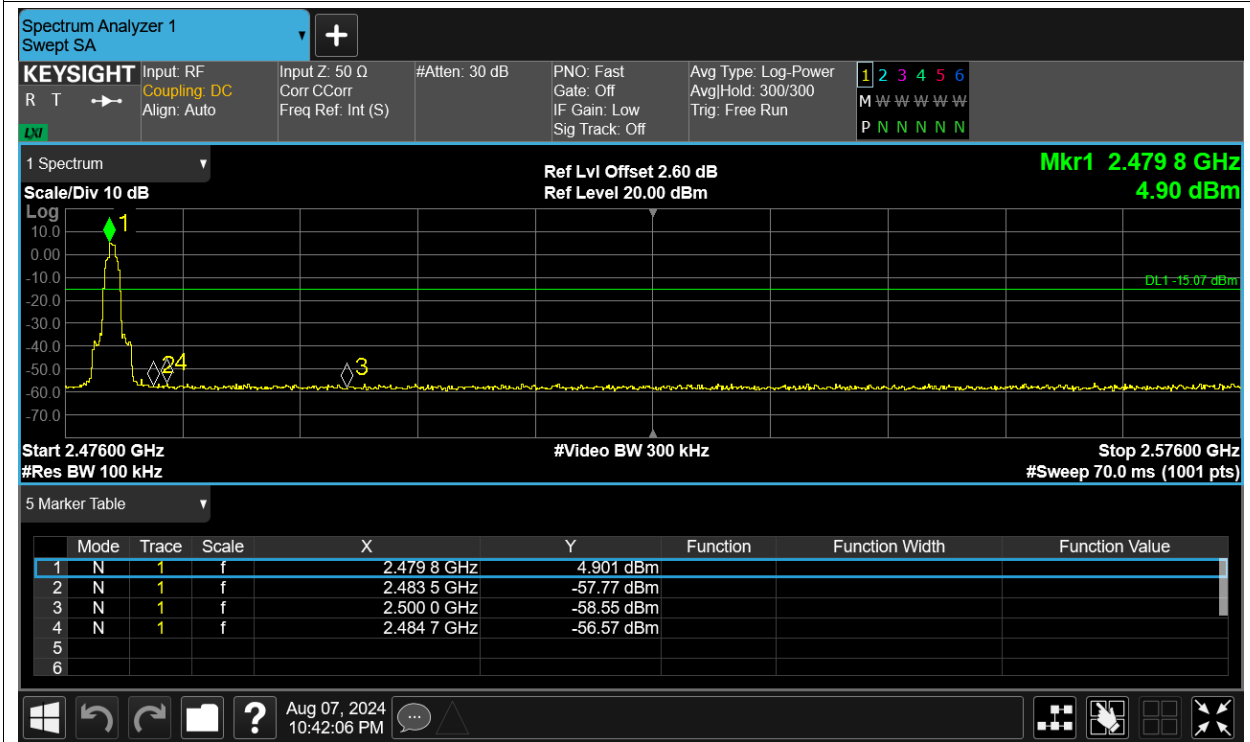 Spectrum Analyzer 1
Swept SA
+
KEYSIGHT Input: RF Input Z: 50 Ω #Atten: 30 dB PNO: Fast Avg Type: Log-Power 1 2 3 4 5 6
R T Coupling: DC Corr CCorr Gate: Off Avg|Hold: 300/300 M W W W W W
Align: Auto Freq Ref: Int (S) IF Gain: Low Trig: Free Run
LXI Sig Track: Off P N N N N N
1 Spectrum Ref Lvl Offset 2.60 dB Mkr1 2.479 8 GHz
Scale/Div 10 dB Ref Level 20.00 dBm 4.90 dBm
Log
1
10.0
0.00
-10.0 DL1 -15.07 dBm
-20.0
-30.0
-40.0
2 4 3
-50.0
-60.0
-70.0
Start 2.47600 GHz #Video BW 300 kHz Stop 2.57600 GHz
#Res BW 100 kHz #Sweep 70.0 ms (1001 pts)
5 Marker Table
Mode Trace Scale X Y Function Function Width Function Value
1 N 1 f 2.479 8 GHz 4.901 dBm
2 N 1 f 2.483 5 GHz -57.77 dBm
3 N 1 f 2.500 0 GHz -58.55 dBm
4 N 1 f 2.484 7 GHz -56.57 dBm
5
6
? Aug 07, 2024
10:42:06 PM